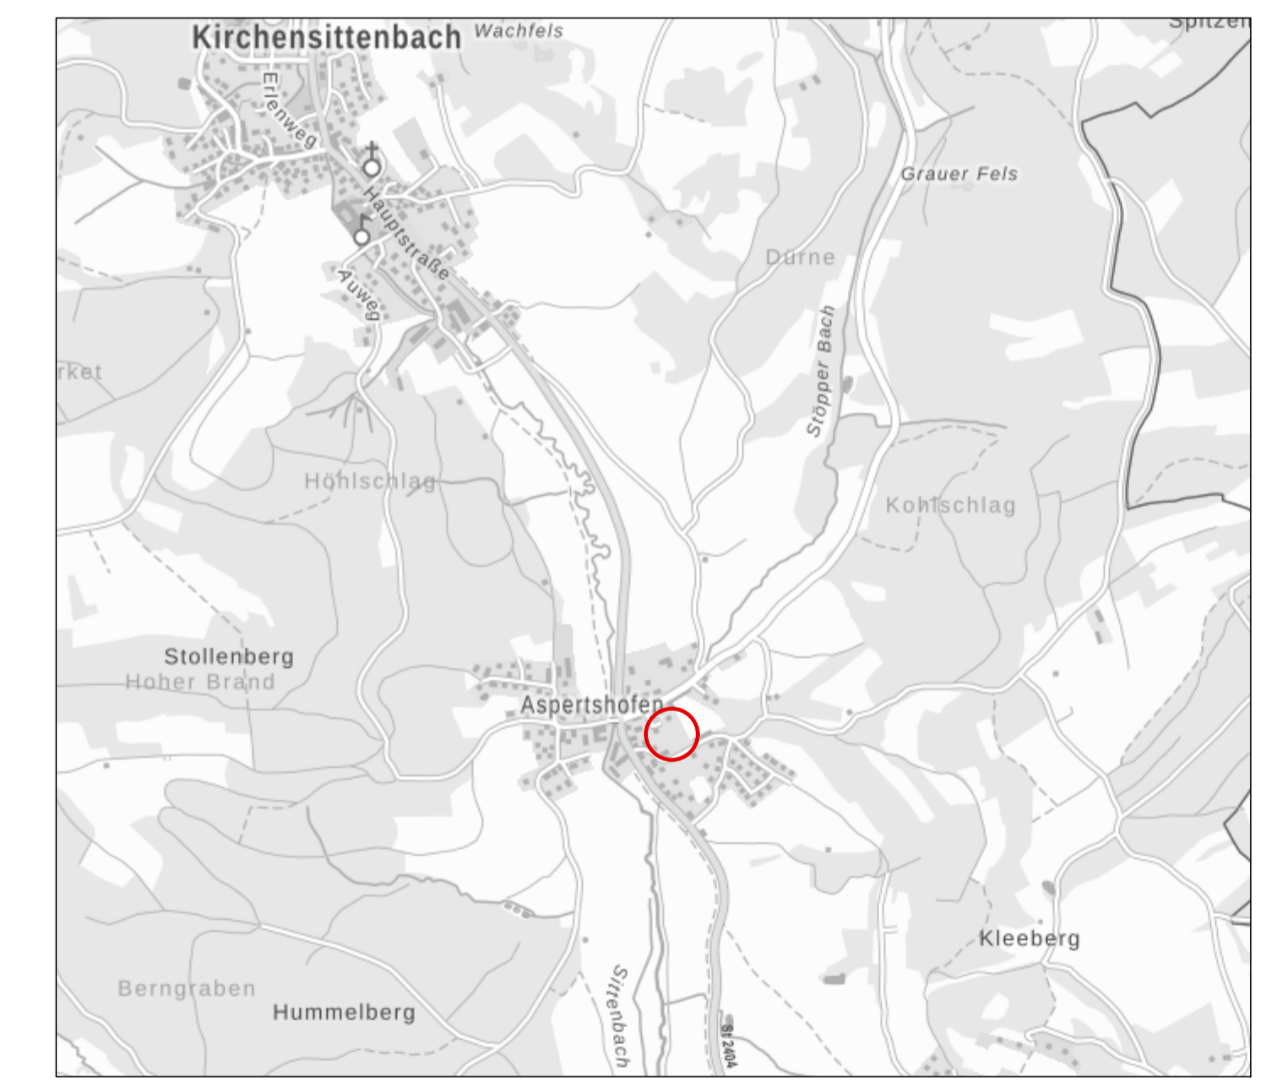 Kirchensittenbach
Wachfels
Erlenweg
Grauer Fels
Hauptstraße
Dürne
Auweg
Stöpper Bach
Höhlschlag
Kohlschlag
Stollenberg
Hoher Brand
Aspertshofen
Kleeberg
Berngraben
Hummelberg
Sittenbach
St 2404